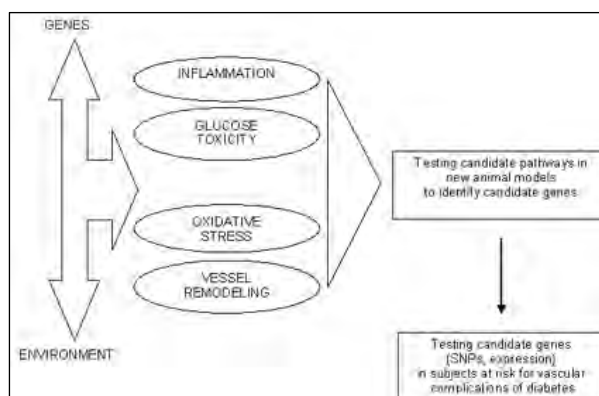 GENES
INFLAMMATION
GLUCOSE
TOXICITY
OXIDATIVE
STRESS
VESSEL
REMODELING
ENVIRONMENT
Testing candidate pathways in
new animal models
to identify candidate genes
Testing candidate genes
(SNPs, expression)
in subjects at risk for vascular
complications of diabetes